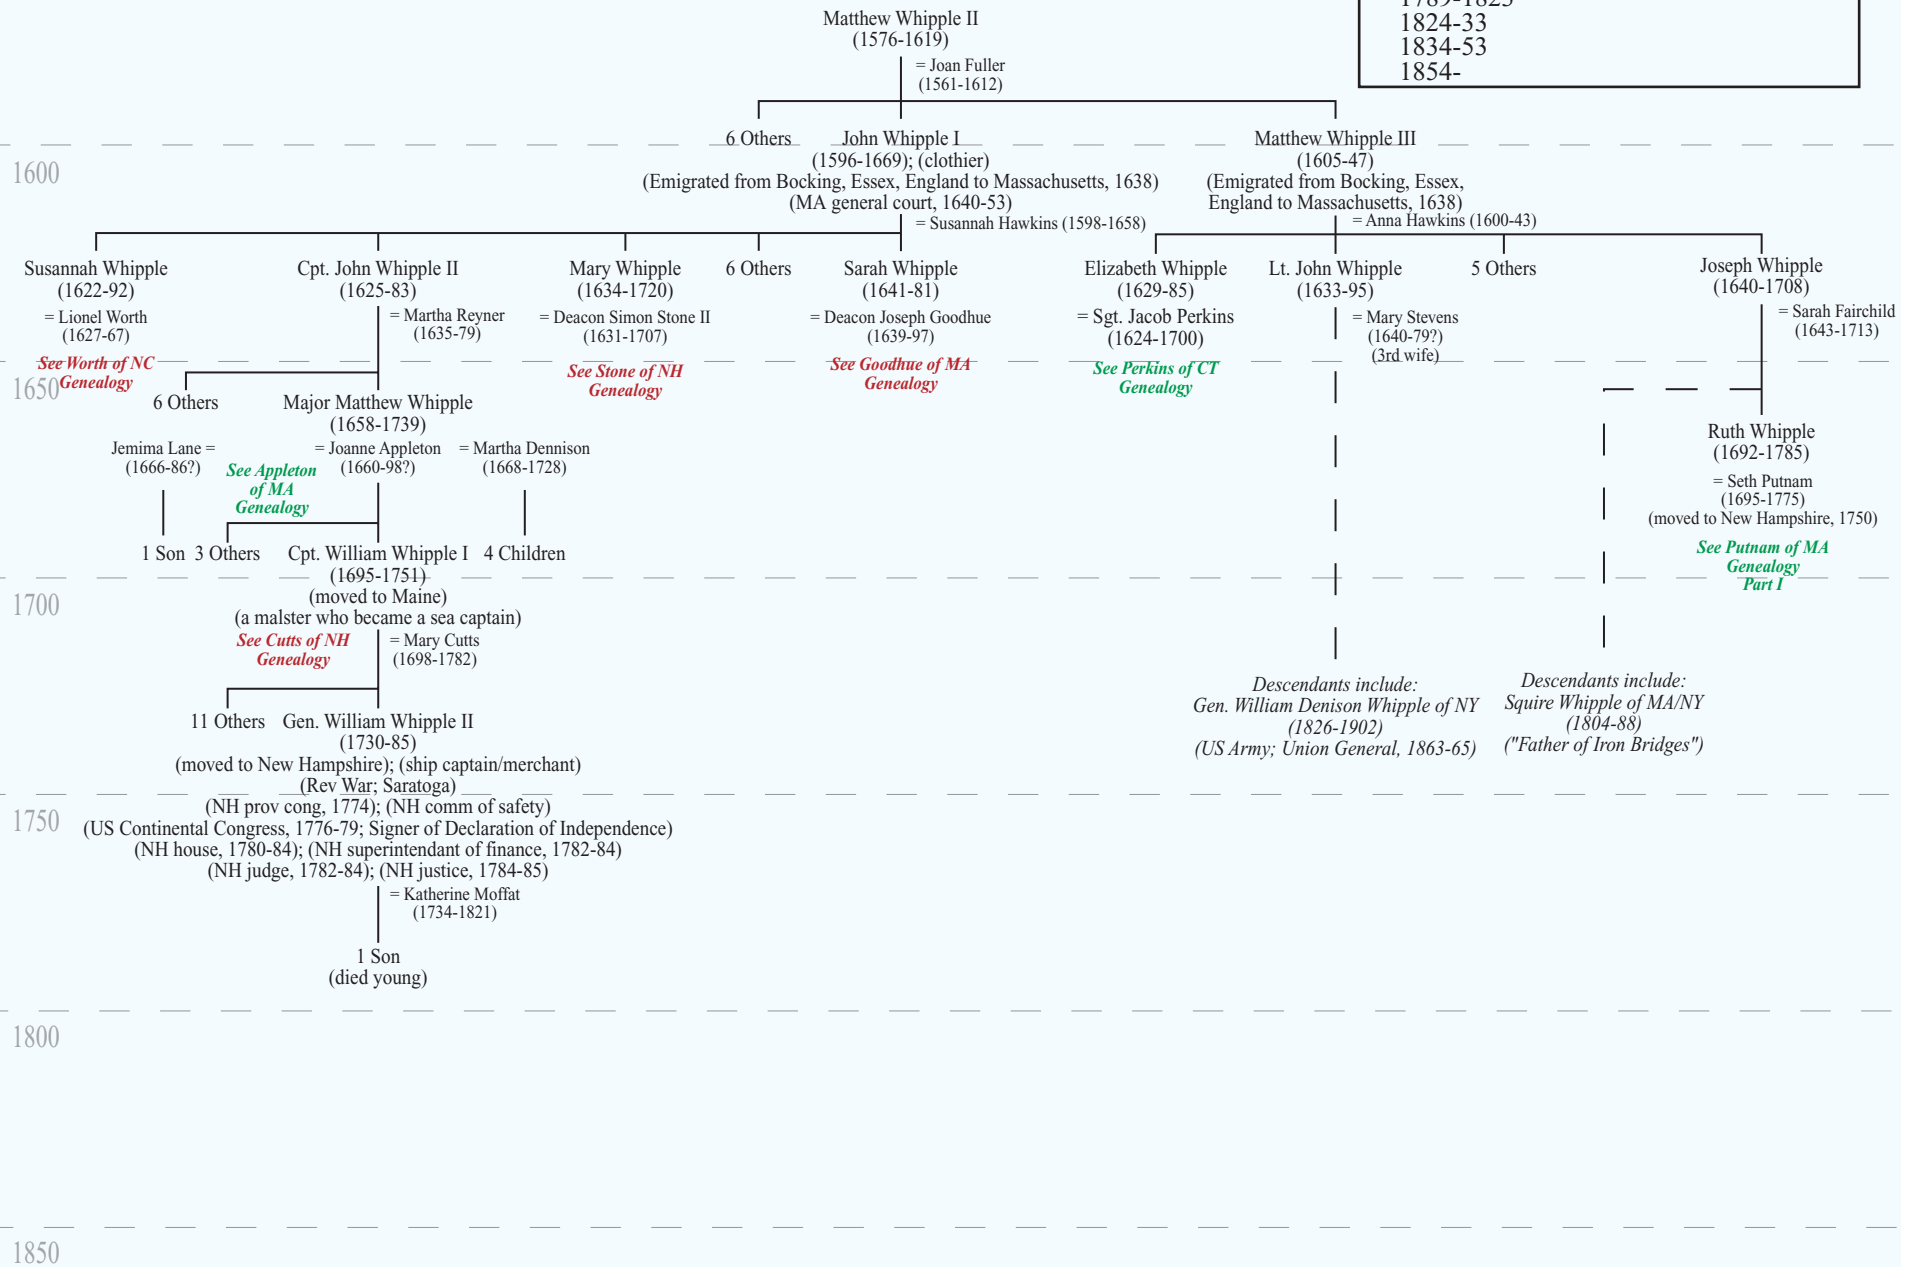 1789-1823
1824-33
1834-53
1854-
Matthew Whipple II
(1576-1619)
= Joan Fuller
(1561-1612)
6 Others
John Whipple I
(1596-1669); (clothier)
(Emigrated from Bocking, Essex, England to Massachusetts, 1638)
(MA general court, 1640-53)
= Susannah Hawkins (1598-1658)
Matthew Whipple III
(1605-47)
(Emigrated from Bocking, Essex,
England to Massachusetts, 1638)
= Anna Hawkins (1600-43)
1600
Susannah Whipple
(1622-92)
= Lionel Worth
(1627-67)
See Worth of NC
Genealogy
Cpt. John Whipple II
(1625-83)
= Martha Reyner
(1635-79)
Mary Whipple
(1634-1720)
= Deacon Simon Stone II
(1631-1707)
See Stone of NH
Genealogy
6 Others
Sarah Whipple
(1641-81)
= Deacon Joseph Goodhue
(1639-97)
See Goodhue of MA
Genealogy
Elizabeth Whipple
(1629-85)
= Sgt. Jacob Perkins
(1624-1700)
See Perkins of CT
Genealogy
Lt. John Whipple
(1633-95)
= Mary Stevens
(1640-79?)
(3rd wife)
5 Others
Joseph Whipple
(1640-1708)
= Sarah Fairchild
(1643-1713)
1650
6 Others
Major Matthew Whipple
(1658-1739)
Jemima Lane =
(1666-86?)
See Appleton
of MA
Genealogy
= Joanne Appleton
(1660-98?)
= Martha Dennison
(1668-1728)
Ruth Whipple
(1692-1785)
= Seth Putnam
(1695-1775)
(moved to New Hampshire, 1750)
See Putnam of MA
Genealogy
Part I
1 Son
3 Others
Cpt. William Whipple I
(1695-1751)
(moved to Maine)
(a malster who became a sea captain)
4 Children
1700
See Cutts of NH
Genealogy
= Mary Cutts
(1698-1782)
11 Others
Gen. William Whipple II
(1730-85)
(moved to New Hampshire); (ship captain/merchant)
(Rev War; Saratoga)
(NH prov cong, 1774); (NH comm of safety)
(US Continental Congress, 1776-79; Signer of Declaration of Independence)
(NH house, 1780-84); (NH superintendant of finance, 1782-84)
(NH judge, 1782-84); (NH justice, 1784-85)
= Katherine Moffat
(1734-1821)
Descendants include:
Gen. William Denison Whipple of NY
(1826-1902)
(US Army; Union General, 1863-65)
Descendants include:
Squire Whipple of MA/NY
(1804-88)
("Father of Iron Bridges")
1750
1 Son
(died young)
1800
1850